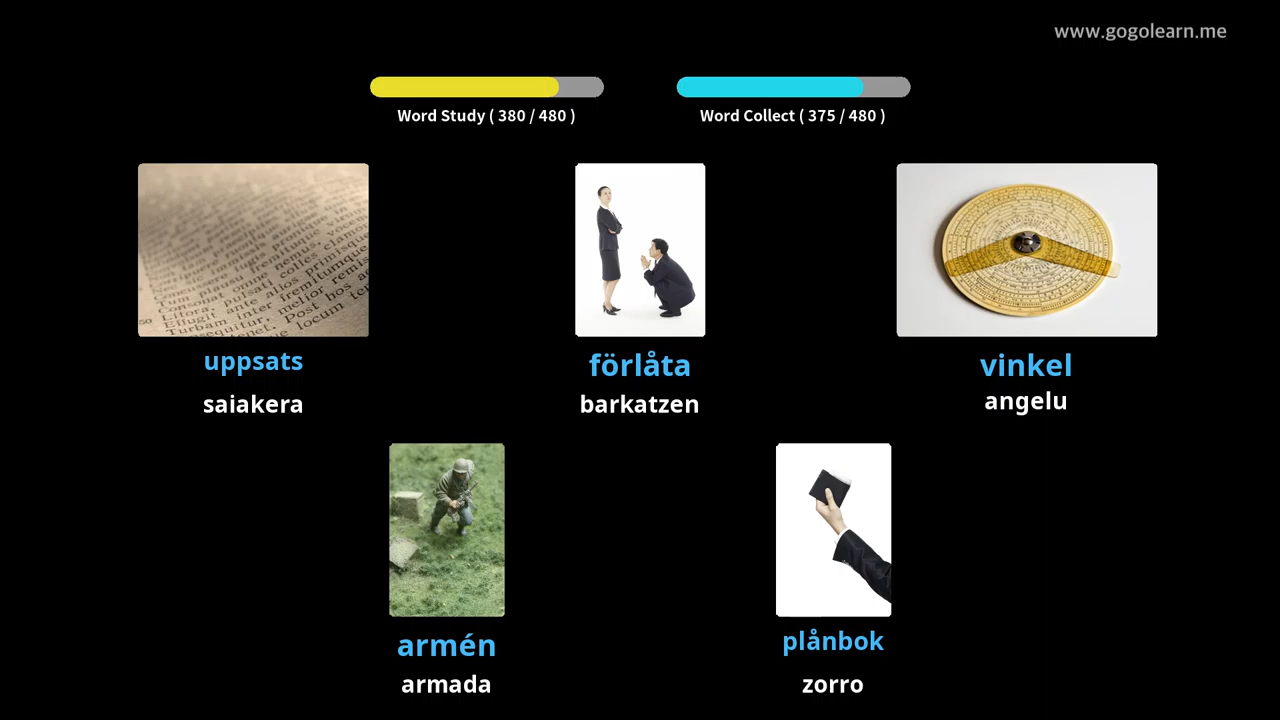 www.gogolearn.me
Word Study ( 380 / 480 )
Word Collect ( 375 / 480 )
uppsats
saiakera
förlåta
barkatzen
vinkel
angelu
armén
armada
plånbok
zorro